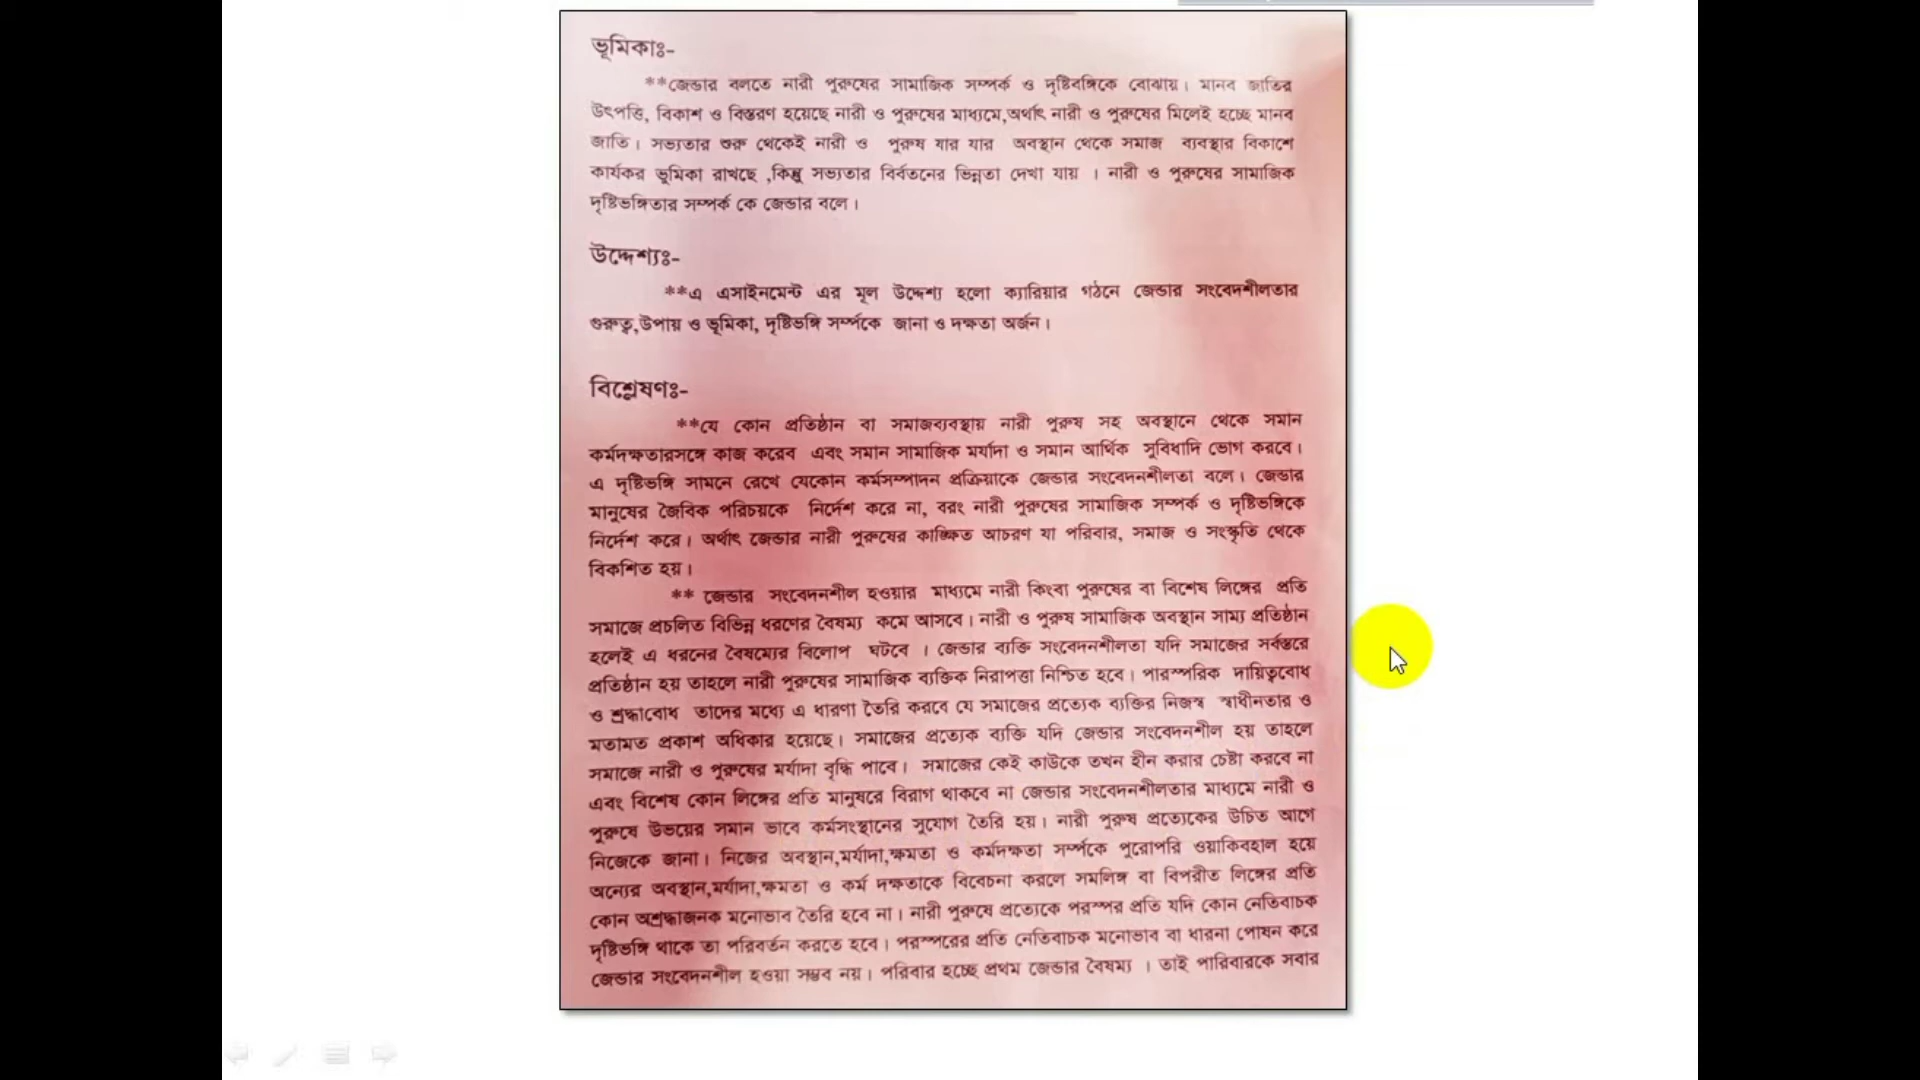 ভূমিকাঃ-
**জেন্ডার বলতে নারী পুরুষের সামাজিক সম্পর্ক ও দৃষ্টিবঙ্গিকে বোঝায়। মানব জাতির
উৎপত্তি, বিকাশ ও বিস্তরণ হয়েছে নারী ও পুরুষের মাধ্যমে,অর্থাৎ নারী ও পুরুষের মিলেই হচ্ছে মানব
জাতি। সভ্যতার শুরু থেকেই নারী ও পুরুষ যার যার অবস্থান থেকে সমাজ ব্যবস্থার বিকাশে
কার্যকর ভুমিকা রাখছে ,কিন্তু সভ্যতার বির্বতনের ভিন্নতা দেখা যায় । নারী ও পুরুষের সামাজিক
দৃষ্টিভঙ্গিতার সম্পর্ক কে জেন্ডার বলে।
উদ্দেশ্যঃ-
**এ এসাইনমেন্ট এর মূল উদ্দেশ্য হলো ক্যারিয়ার গঠনে জেন্ডার সংবেদশীলতার
গুরুত্ব,উপায় ও ভূমিকা, দৃষ্টিভঙ্গি সর্ম্পকে জানা ও দক্ষতা অর্জন।
বিশ্লেষণঃ-
**যে কোন প্রতিষ্ঠান বা সমাজব্যবস্থায় নারী পুরুষ সহ অবস্থানে থেকে সমান
কর্মদক্ষতারসঙ্গে কাজ করেব এবং সমান সামাজিক মর্যাদা ও সমান আর্থিক সুবিধাদি ভোগ করবে।
এ দৃষ্টিভঙ্গি সামনে রেখে যেকোন কর্মসম্পাদন প্রক্রিয়াকে জেন্ডার সংবেদনশীলতা বলে। জেন্ডার
মানুষের জৈবিক পরিচয়কে নির্দেশ করে না, বরং নারী পুরুষের সামাজিক সম্পর্ক ও দৃষ্টিভঙ্গিকে
নির্দেশ করে। অর্থাৎ জেন্ডার নারী পুরুষের কাঙ্ক্ষিত আচরণ যা পরিবার, সমাজ ও সংস্কৃতি থেকে
বিকশিত হয়।
** জেন্ডার সংবেদনশীল হওয়ার মাধ্যমে নারী কিংবা পুরুষের বা বিশেষ লিঙ্গের প্রতি
সমাজে প্রচলিত বিভিন্ন ধরণের বৈষম্য কমে আসবে। নারী ও পুরুষ সামাজিক অবস্থান সাম্য প্রতিষ্ঠান
হলেই এ ধরনের বৈষম্যের বিলোপ ঘটবে । জেন্ডার ব্যক্তি সংবেদনশীলতা যদি সমাজের সর্বস্তরে
প্রতিষ্ঠান হয় তাহলে নারী পুরুষের সামাজিক ব্যক্তিক নিরাপত্তা নিশ্চিত হবে। পারস্পরিক দায়িত্ববোধ
ও শ্রদ্ধাবোধ তাদের মধ্যে এ ধারণা তৈরি করবে যে সমাজের প্রত্যেক ব্যক্তির নিজস্ব স্বাধীনতার ও
মতামত প্রকাশ অধিকার হয়েছে। সমাজের প্রত্যেক ব্যক্তি যদি জেন্ডার সংবেদনশীল হয় তাহলে
সমাজে নারী ও পুরুষের মর্যাদা বৃদ্ধি পাবে। সমাজের কেই কাউকে তখন হীন করার চেষ্টা করবে না
এবং বিশেষ কোন লিঙ্গের প্রতি মানুষরে বিরাগ থাকবে না জেন্ডার সংবেদনশীলতার মাধ্যমে নারী ও
পুরুষে উভয়ের সমান ভাবে কর্মসংস্থানের সুযোগ তৈরি হয়। নারী পুরুষ প্রত্যেকের উচিত আগে
নিজেকে জানা। নিজের অবস্থান,মর্যাদা,ক্ষমতা ও কর্মদক্ষতা সর্ম্পকে পুরোপরি ওয়াকিবহাল হয়ে
অন্যের অবস্থান,মর্যাদা,ক্ষমতা ও কর্ম দক্ষতাকে বিবেচনা করলে সমলিঙ্গ বা বিপরীত লিঙ্গের প্রতি
কোন অশ্রদ্ধাজনক মনোভাব তৈরি হবে না। নারী পুরুষে প্রত্যেকে পরস্পর প্রতি যদি কোন নেতিবাচক
দৃষ্টিভঙ্গি থাকে তা পরিবর্তন করতে হবে। পরস্পরের প্রতি নেতিবাচক মনোভাব বা ধারনা পোষন করে
জেন্ডার সংবেদনশীল হওয়া সম্ভব নয়। পরিবার হচ্ছে প্রথম জেন্ডার বৈষম্য । তাই পারিবারকে সবার